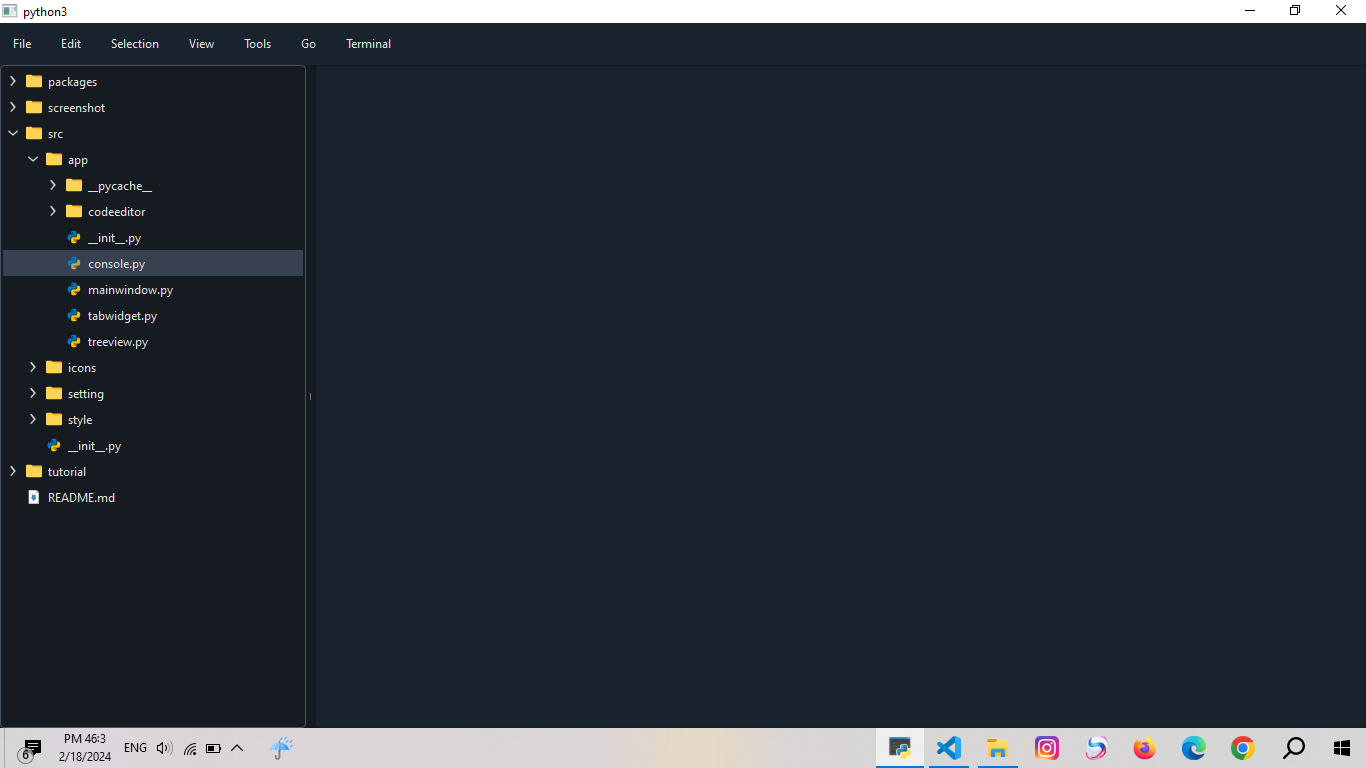 python3
File Edit Selection View Tools Go Terminal
packages
screenshot
src
app
__pycache__
codeeditor
__init__.py
console.py
mainwindow.py
tabwidget.py
treeview.py
icons
setting
style
__init__.py
tutorial
README.md
6
PM 46:3
2/18/2024
ENG